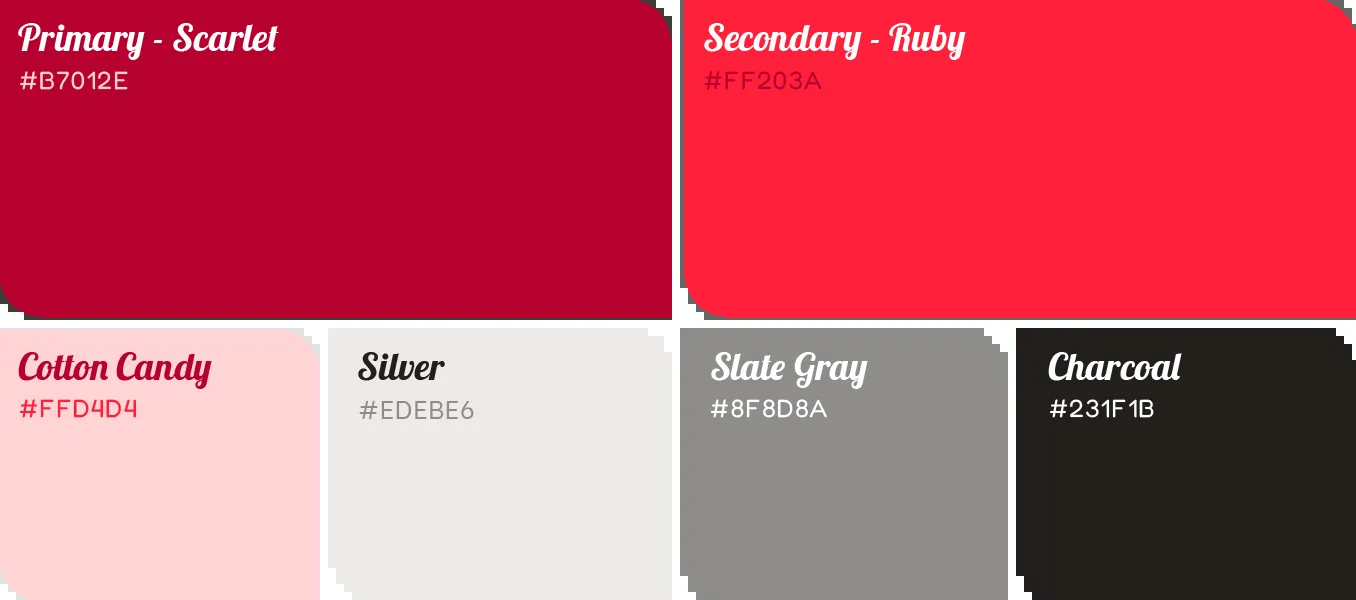 Primary - Scarlet
#B7012E
Secondary - Ruby
#FF203A
Cotton Candy
#FFD4D4
Silver
#EDEBE6
Slate Gray
#8F8D8A
Charcoal
#231F1B